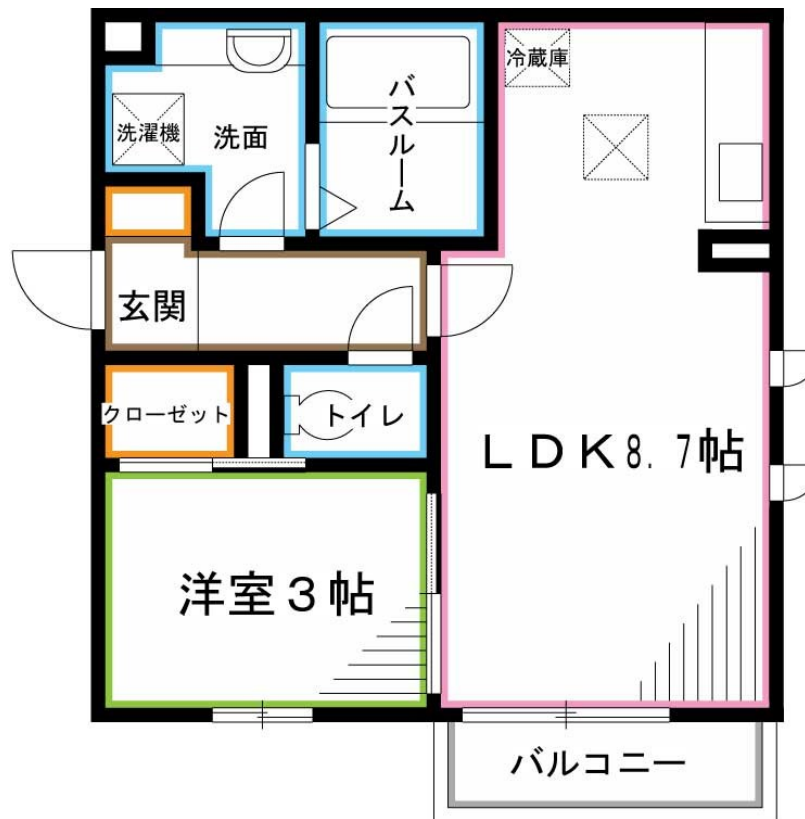 冷蔵庫
洗濯機
洗面
バスルーム
玄関
クローゼット
トイレ
LDK8.7帖
洋室3帖
バルコニー